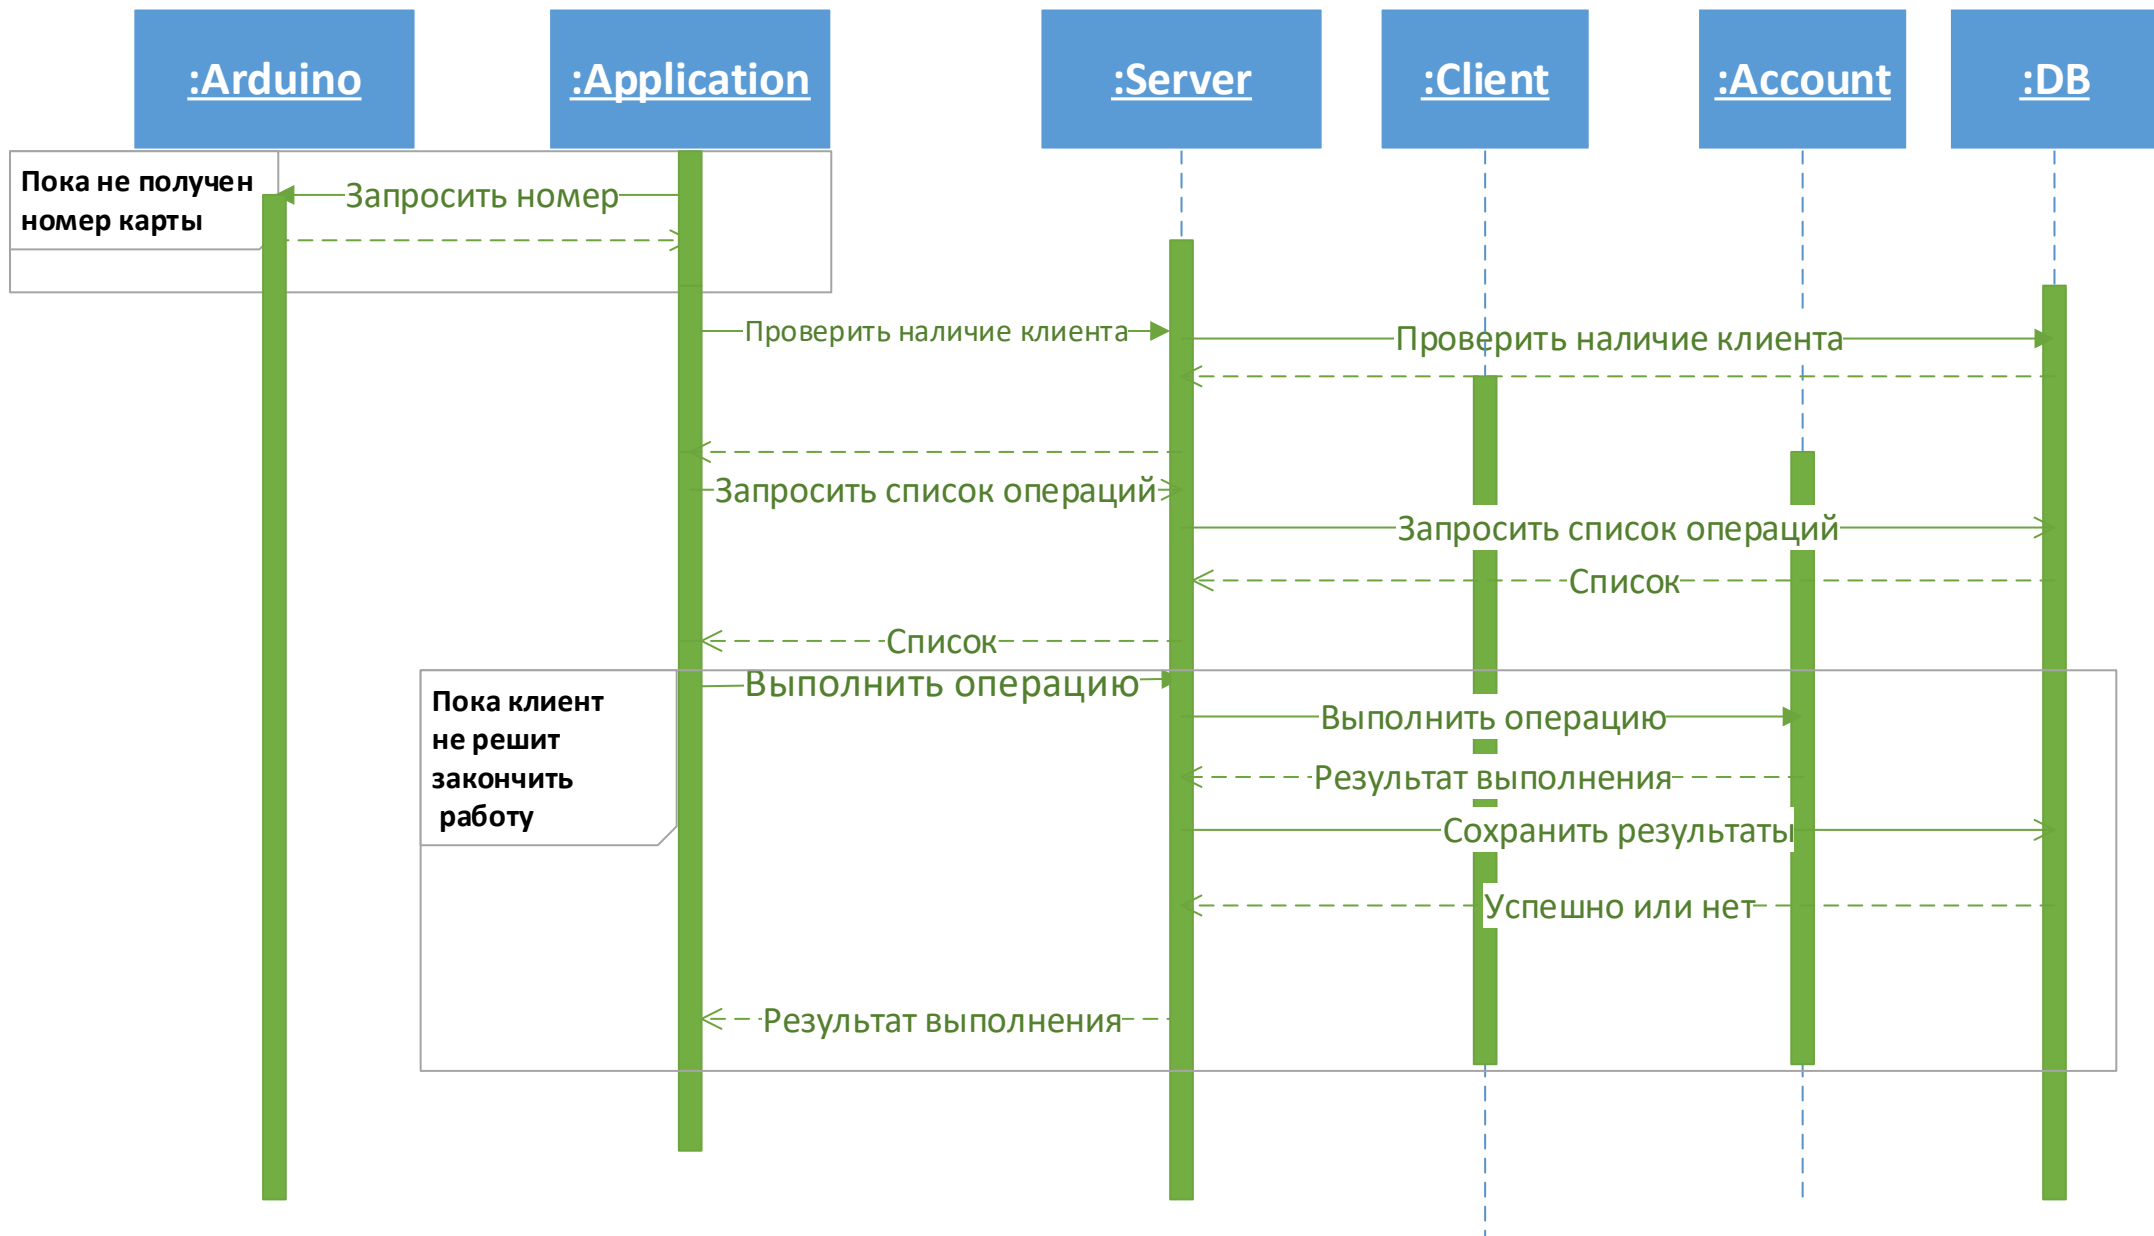 :Arduino
:Application
:Server
:Client
:Account
:DB
Пока не получен
номер карты
Запросить номер
Проверить наличие клиента
Проверить наличие клиента
Запросить список операций
Запросить список операций
Список
Список
Пока клиент
не решит
закончить
работу
Выполнить операцию
Выполнить операцию
Результат выполнения
Сохранить результаты
Успешно или нет
Результат выполнения